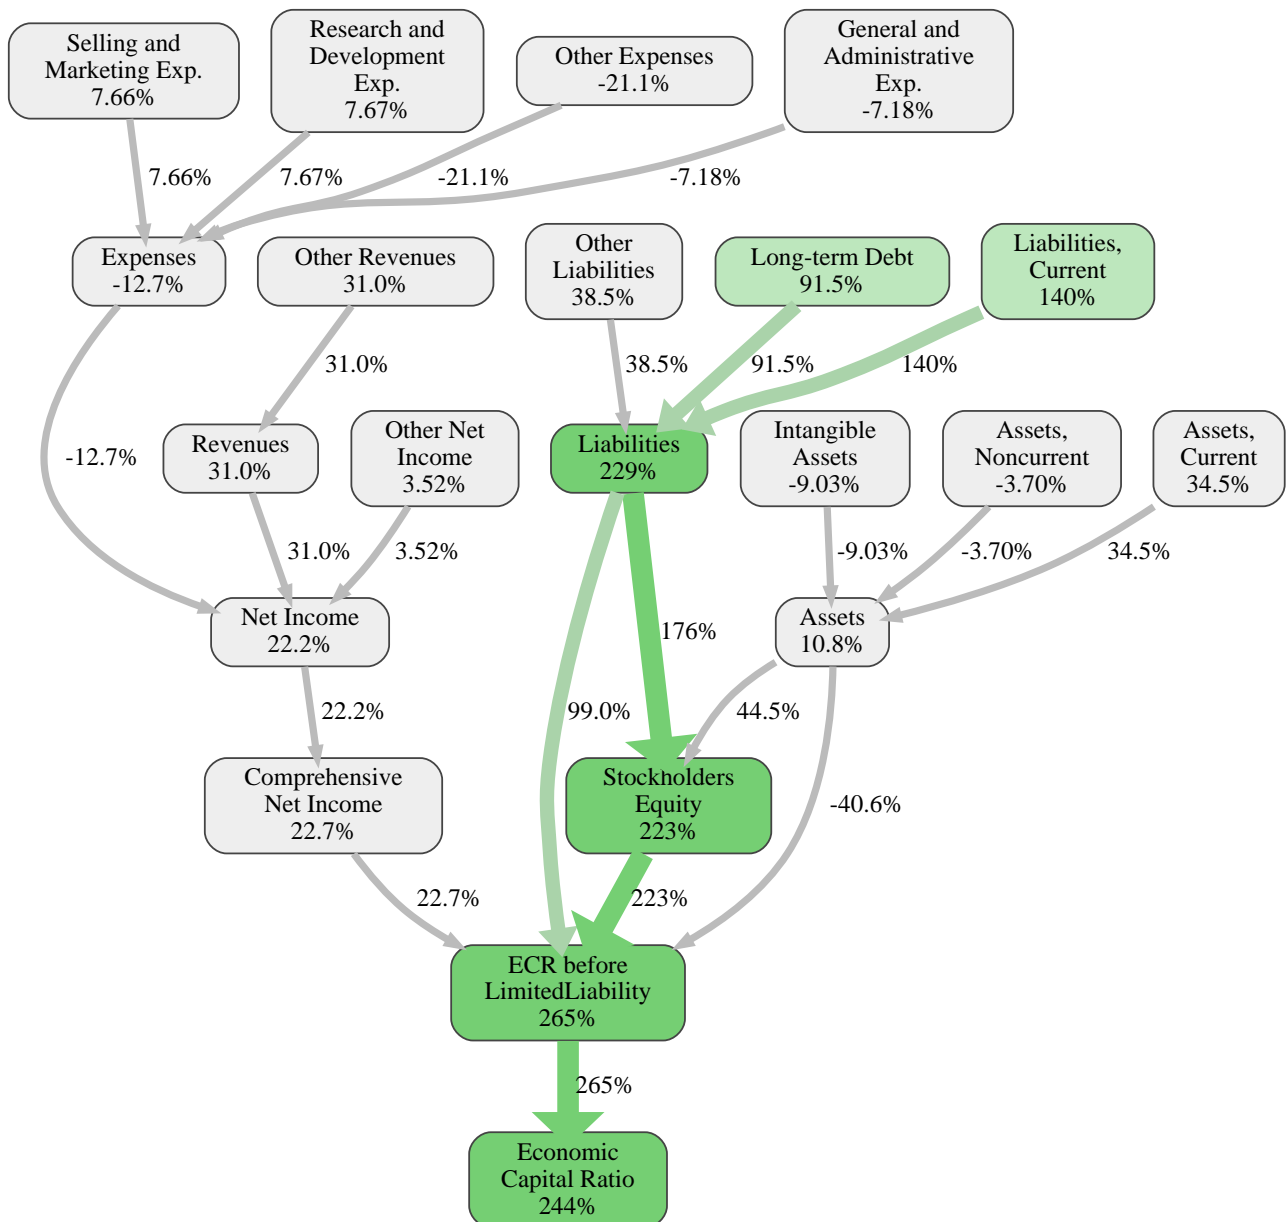 Selling and
Marketing Exp.
7.66%
Research and
Development
Exp.
7.67%
Other Expenses
-21.1%
General and
Administrative
Exp.
-7.18%
7.66%
7.67%
-21.1%
-7.18%
Expenses
-12.7%
Other Revenues
31.0%
Other
Liabilities
38.5%
Long-term Debt
91.5%
Liabilities,
Current
140%
31.0%
38.5%
91.5%
140%
-12.7%
Revenues
31.0%
Other Net
Income
3.52%
Liabilities
229%
Intangible
Assets
-9.03%
Assets,
Noncurrent
-3.70%
Assets,
Current
34.5%
31.0%
3.52%
-9.03%
-3.70%
34.5%
Net Income
22.2%
176%
Assets
10.8%
22.2%
99.0%
44.5%
Comprehensive
Net Income
22.7%
Stockholders
Equity
223%
-40.6%
22.7%
223%
ECR before
LimitedLiability
265%
265%
Economic
Capital Ratio
244%